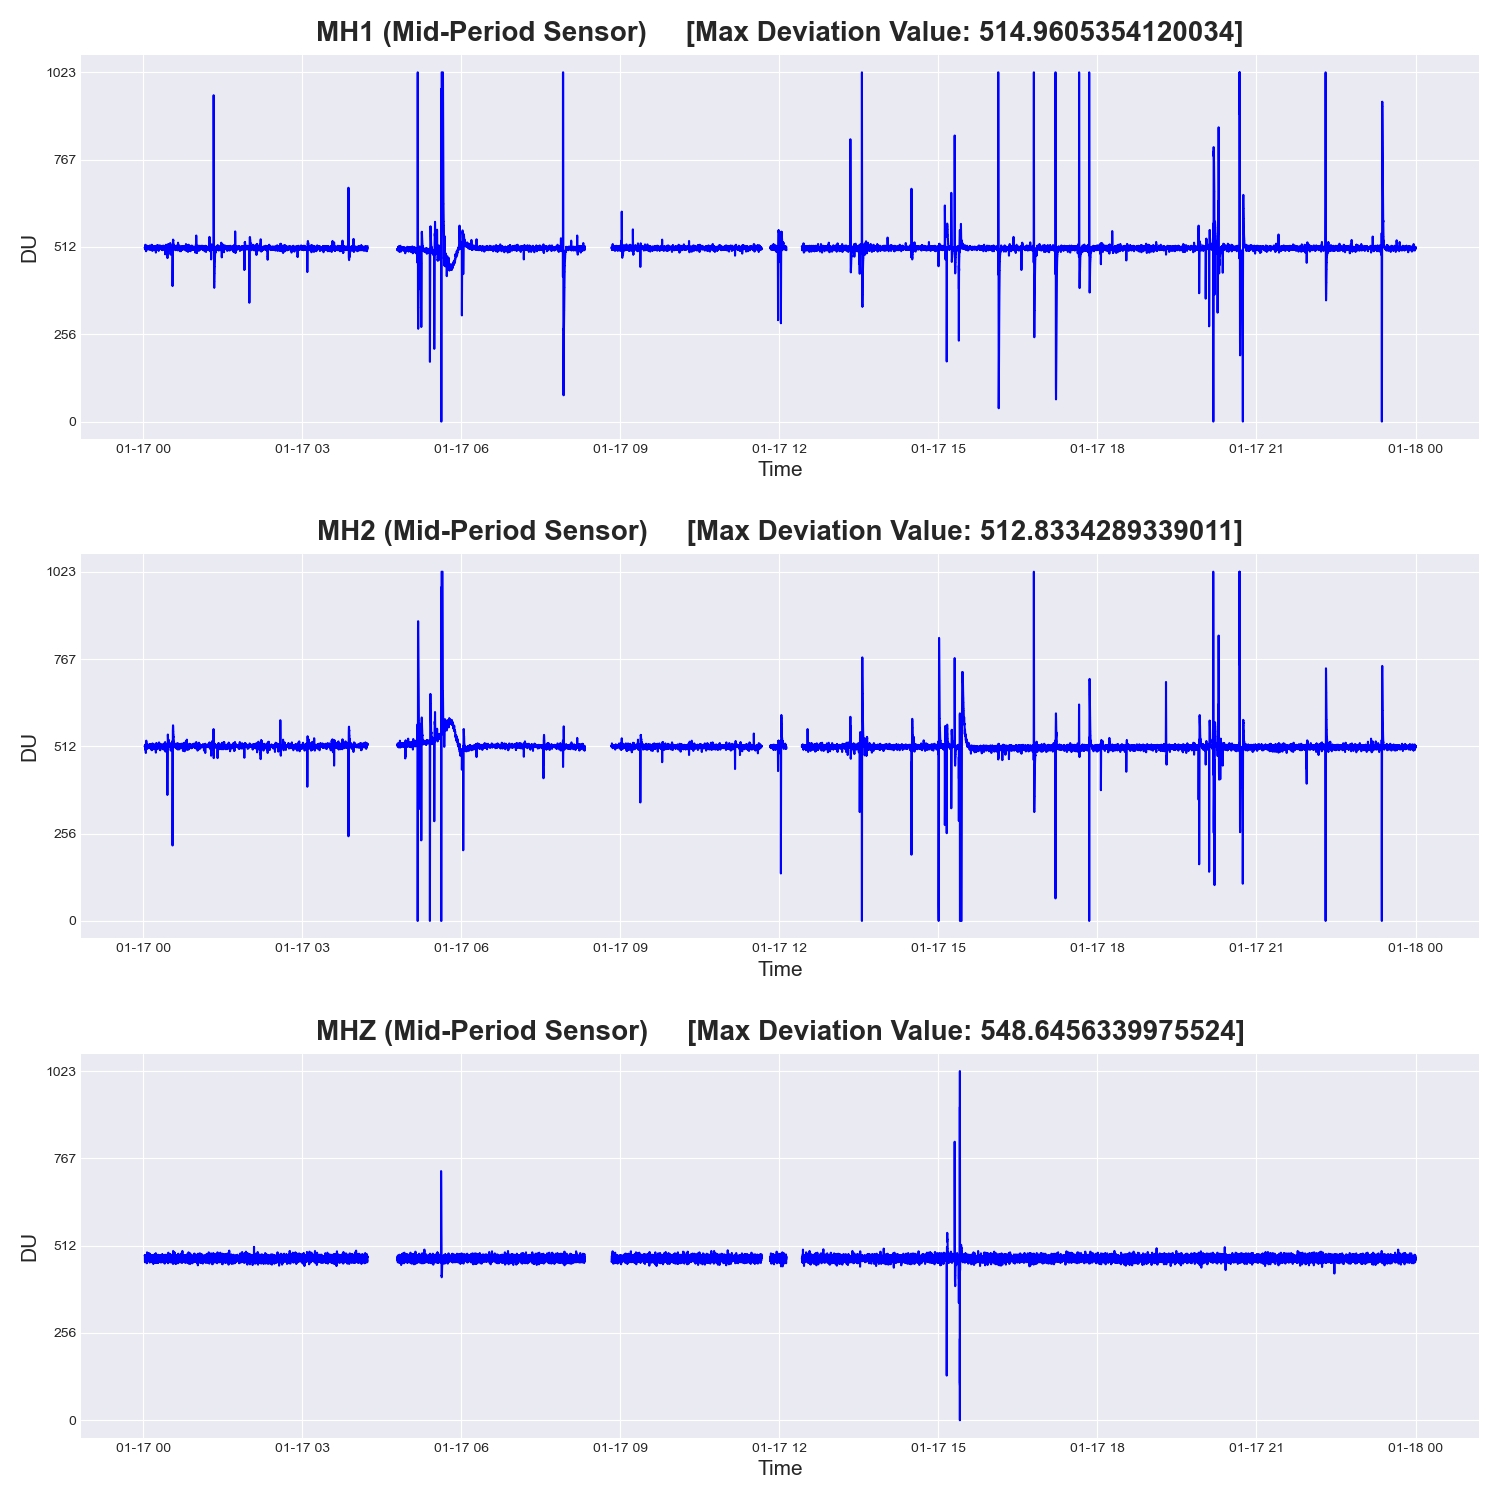 MH1 (Mid-Period Sensor) [Max Deviation Value: 514.9605354120034]
1023
767
512
256
0
DU
01-17 00 01-17 03 01-17 06 01-17 09 01-17 12 01-17 15 01-17 18 01-17 21 01-18 00
Time
MH2 (Mid-Period Sensor) [Max Deviation Value: 512.8334289339011]
1023
767
512
256
0
DU
01-17 00 01-17 03 01-17 06 01-17 09 01-17 12 01-17 15 01-17 18 01-17 21 01-18 00
Time
MHZ (Mid-Period Sensor) [Max Deviation Value: 548.6456339975524]
1023
767
512
256
0
DU
01-17 00 01-17 03 01-17 06 01-17 09 01-17 12 01-17 15 01-17 18 01-17 21 01-18 00
Time